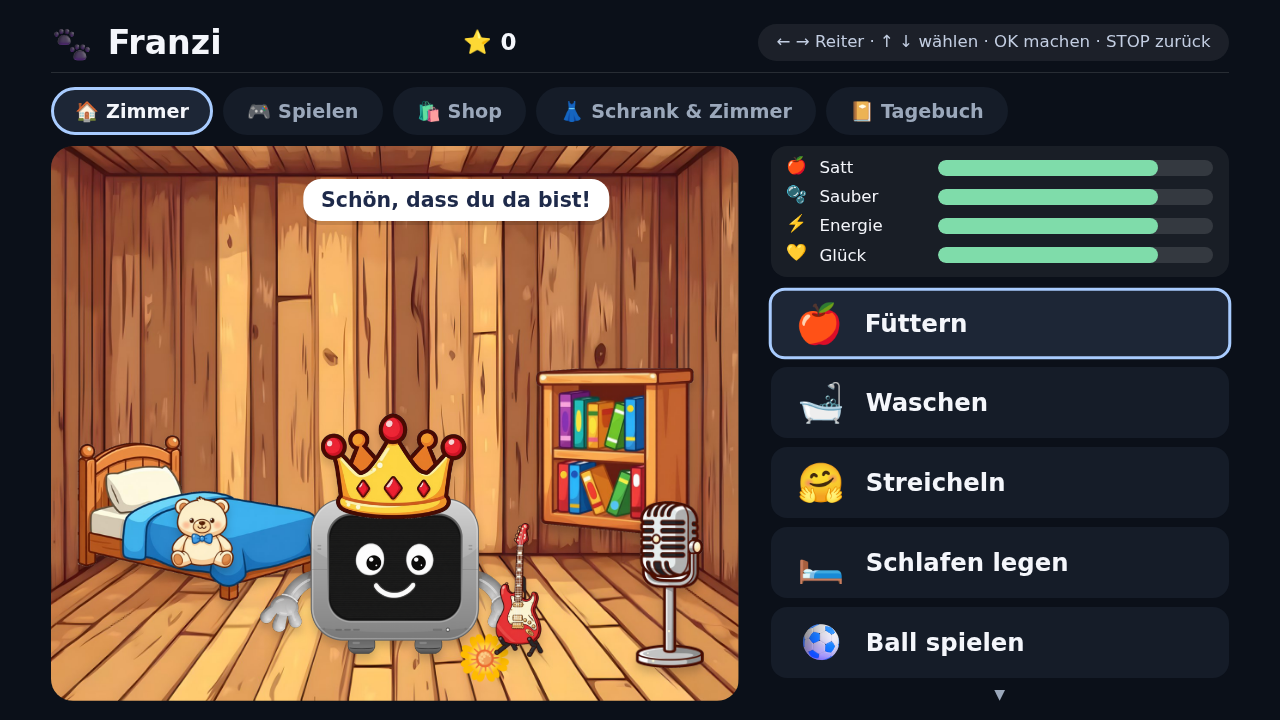 Franzi
0
← → Reiter · ↑ ↓ wählen · OK machen · STOP zurück
Zimmer
Spielen
Shop
Schrank & Zimmer
Tagebuch
Schön, dass du da bist!
Satt
Sauber
Energie
Glück
Füttern
Waschen
Streicheln
Schlafen legen
Ball spielen